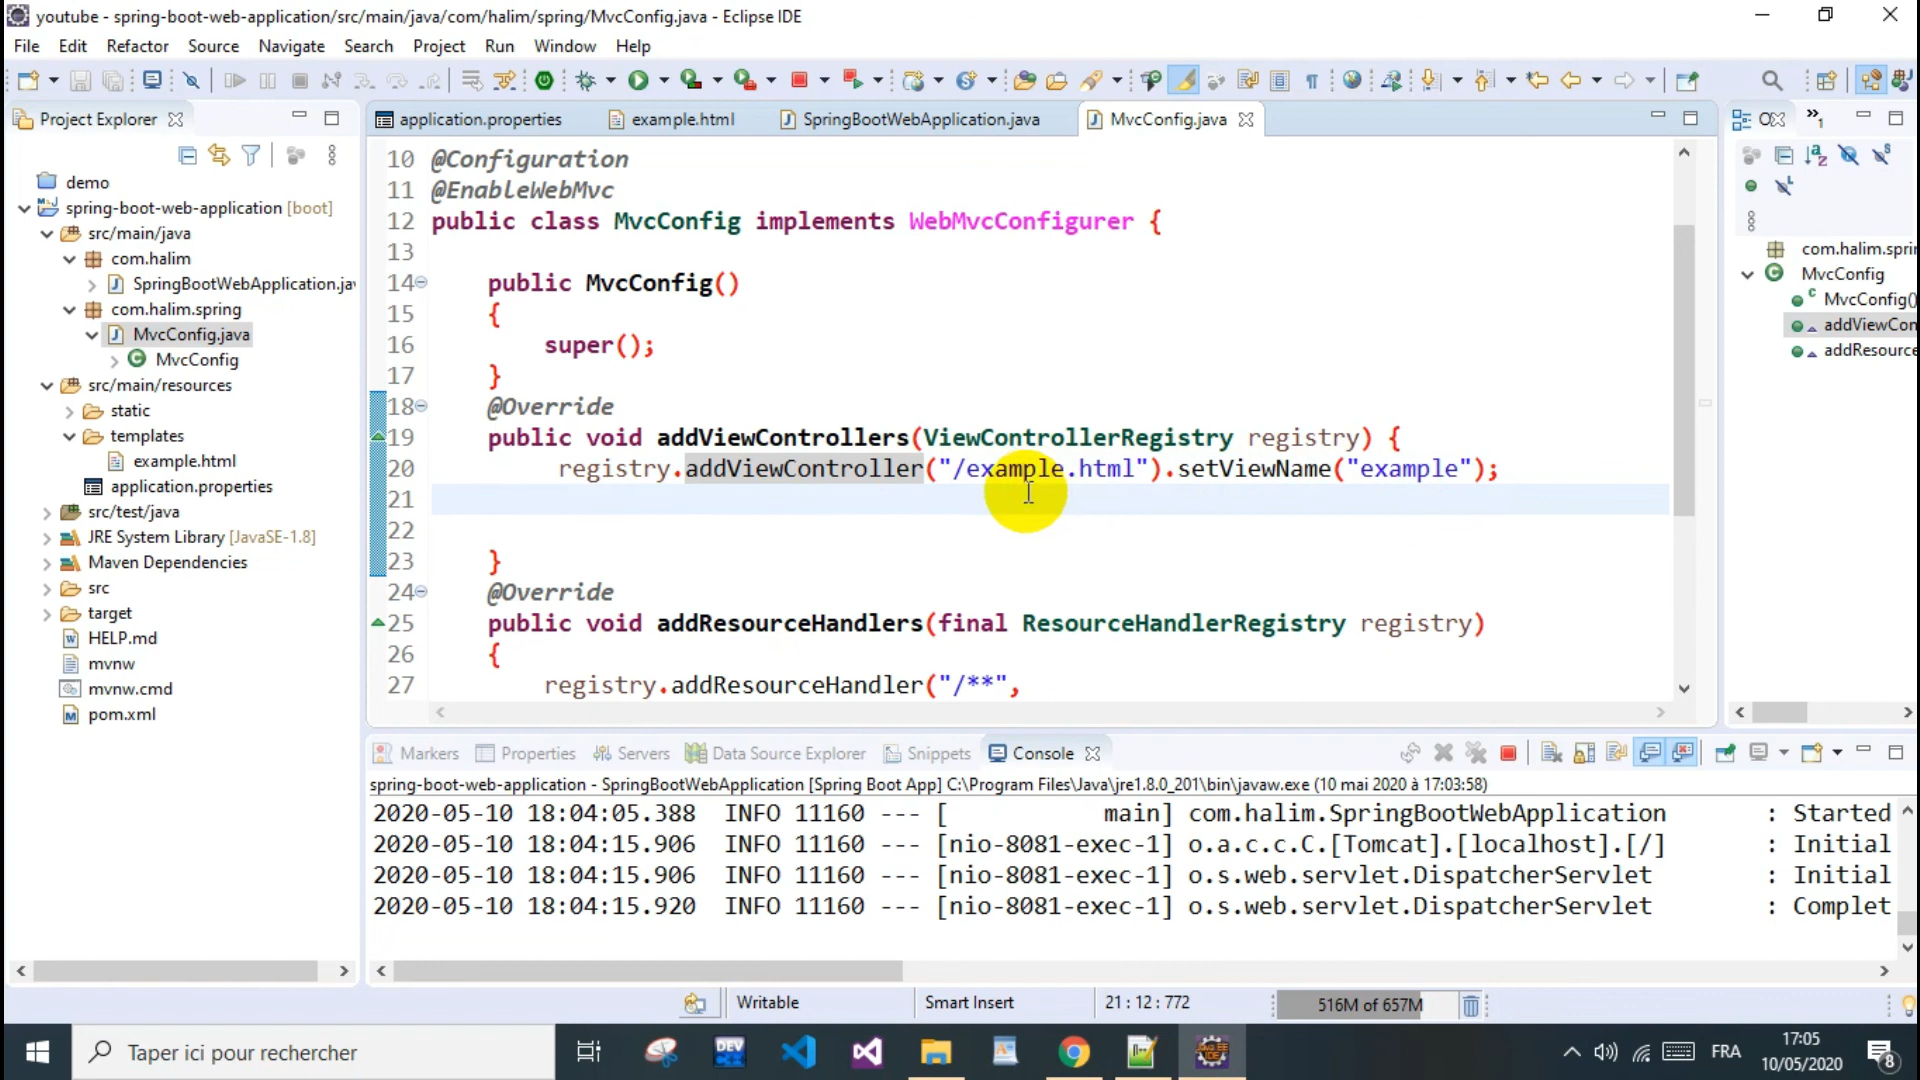 youtube - spring-boot-web-application/src/main/java/com/halim/spring/MvcConfig.java - Eclipse IDE
File Edit Refactor Source Navigate Search Project Run Window Help
Project Explorer
demo
spring-boot-web-application [boot]
src/main/java
com.halim
SpringBootWebApplication.jav
com.halim.spring
MvcConfig.java
MvcConfig
src/main/resources
static
templates
example.html
application.properties
src/test/java
JRE System Library [JavaSE-1.8]
Maven Dependencies
src
target
HELP.md
mvnw
mvnw.cmd
pom.xml
application.properties example.html SpringBootWebApplication.java MvcConfig.java
10 @Configuration
11 @EnableWebMvc
12 public class MvcConfig implements WebMvcConfigurer {
13
14 public MvcConfig()
15 {
16 super();
17 }
18 @Override
19 public void addViewControllers(ViewControllerRegistry registry) {
20 registry.addViewController("/example.html").setViewName("example");
21
22
23 }
24 @Override
25 public void addResourceHandlers(final ResourceHandlerRegistry registry)
26 {
27 registry.addResourceHandler("/**",
com.halim.sprin
MvcConfig
MvcConfig()
addViewCon
addResource
Markers Properties Servers Data Source Explorer Snippets Console
spring-boot-web-application - SpringBootWebApplication [Spring Boot App] C:\Program Files\Java\jre1.8.0_201\bin\javaw.exe (10 mai 2020 à 17:03:58)
2020-05-10 18:04:05.388 INFO 11160 --- [ main] com.halim.SpringBootWebApplication : Started
2020-05-10 18:04:15.906 INFO 11160 --- [nio-8081-exec-1] o.a.c.c.C.[Tomcat].[localhost].[/] : Initial
2020-05-10 18:04:15.906 INFO 11160 --- [nio-8081-exec-1] o.s.web.servlet.DispatcherServlet : Initial
2020-05-10 18:04:15.920 INFO 11160 --- [nio-8081-exec-1] o.s.web.servlet.DispatcherServlet : Complet
Writable Smart Insert 21 : 12 : 772 516M of 657M
Taper ici pour rechercher
FRA
17:05
10/05/2020
8